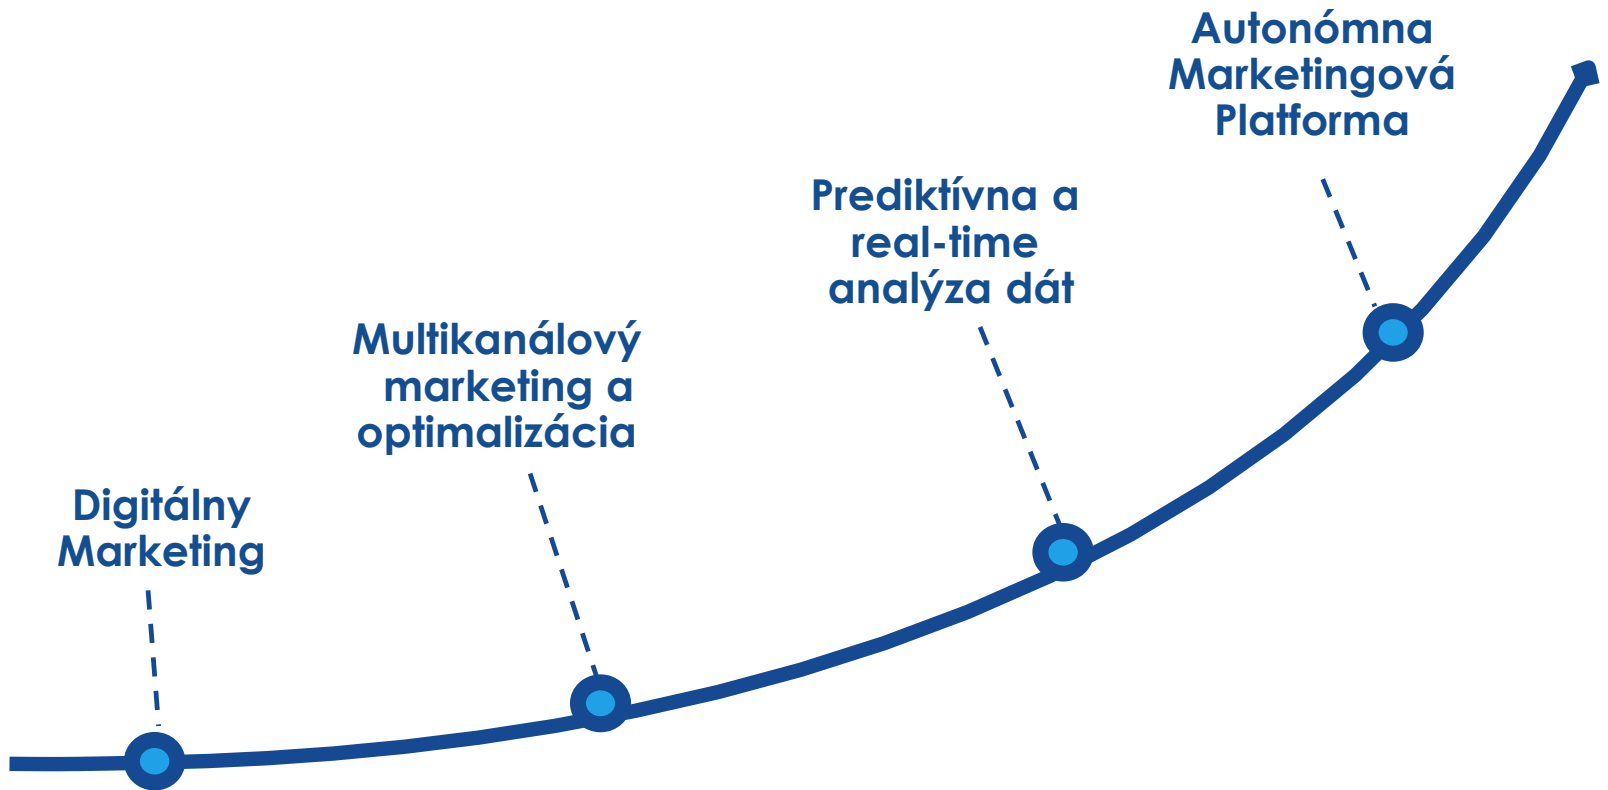 Digitálny
Marketing
Multikanálový
marketing a
optimalizácia
Prediktívna a
real-time
analýza dát
Autonómna
Marketingová
Platforma